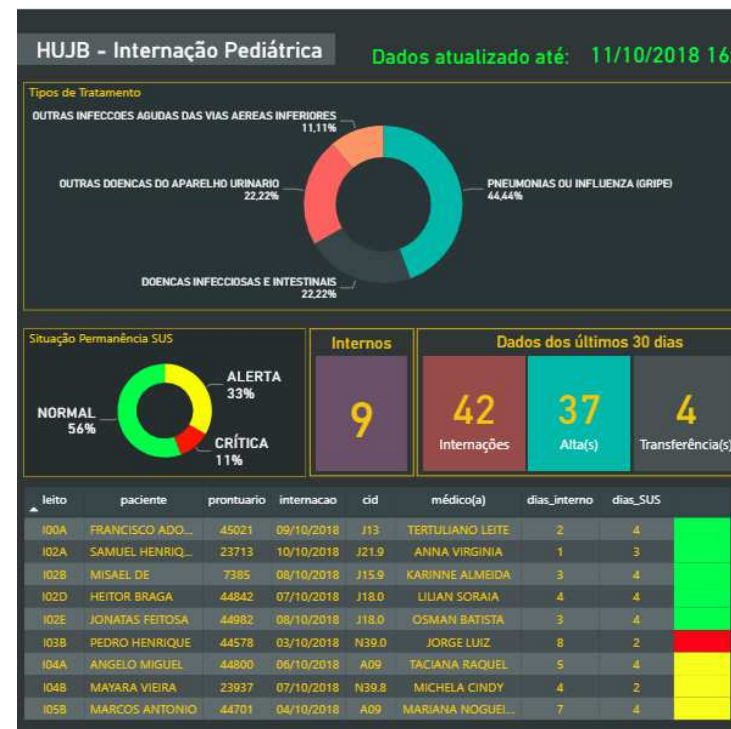 HUJB - Internação Pediátrica
Dados atualizado até: 11/10/2018 16
Tipos de Tratamento
OUTRAS INFECCOES AGUDAS DAS VIAS AEREAS INFERIORES
11,11%
OUTRAS DOENCAS DO APARELHO URINARIO
22,22%
PNEUMONIAS OU INFLUENZA (GRIPE)
44,44%
DOENCAS INFECCIOSAS E INTESTINAIS
22,22%
Situação Permanência SUS
ALERTA
33%
NORMAL
56%
CRÍTICA
11%
Internos
9
Dados dos últimos 30 dias
42
Internações
37
Alta(s)
4
Transferência(s)
leito paciente prontuario internacao cid médico(a) dias_interno dias_SUS
I00A FRANCISCO ADO... 45021 09/10/2018 J13 TERTULIANO LEITE 2 4
I02A SAMUEL HENRIQ... 23713 10/10/2018 J21.9 ANNA VIRGINIA 1 3
I02B MISAEL DE 7385 08/10/2018 J15.9 KARINNE ALMEIDA 3 4
I02D HEITOR BRAGA 44842 07/10/2018 J18.0 LILIAN SORAIA 4 4
I02E JONATAS FEITOSA 44982 08/10/2018 J18.0 OSMAN BATISTA 3 4
I03B PEDRO HENRIQUE 44578 03/10/2018 N39.0 JORGE LUIZ 8 2
I04A ANGELO MIGUEL 44800 06/10/2018 A09 TACIANA RAQUEL 5 4
I04B MAYARA VIEIRA 23937 07/10/2018 N39.8 MICHELA CINDY 4 2
I05B MARCOS ANTONIO 44701 04/10/2018 A09 MARIANA NOGUEI... 7 4